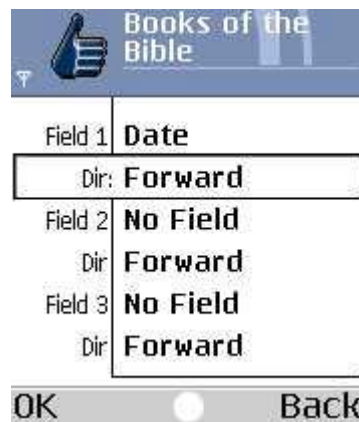 Books of the
Bible
Field 1 Date
Dir: Forward
Field 2 No Field
Dir Forward
Field 3 No Field
Dir Forward
OK Back